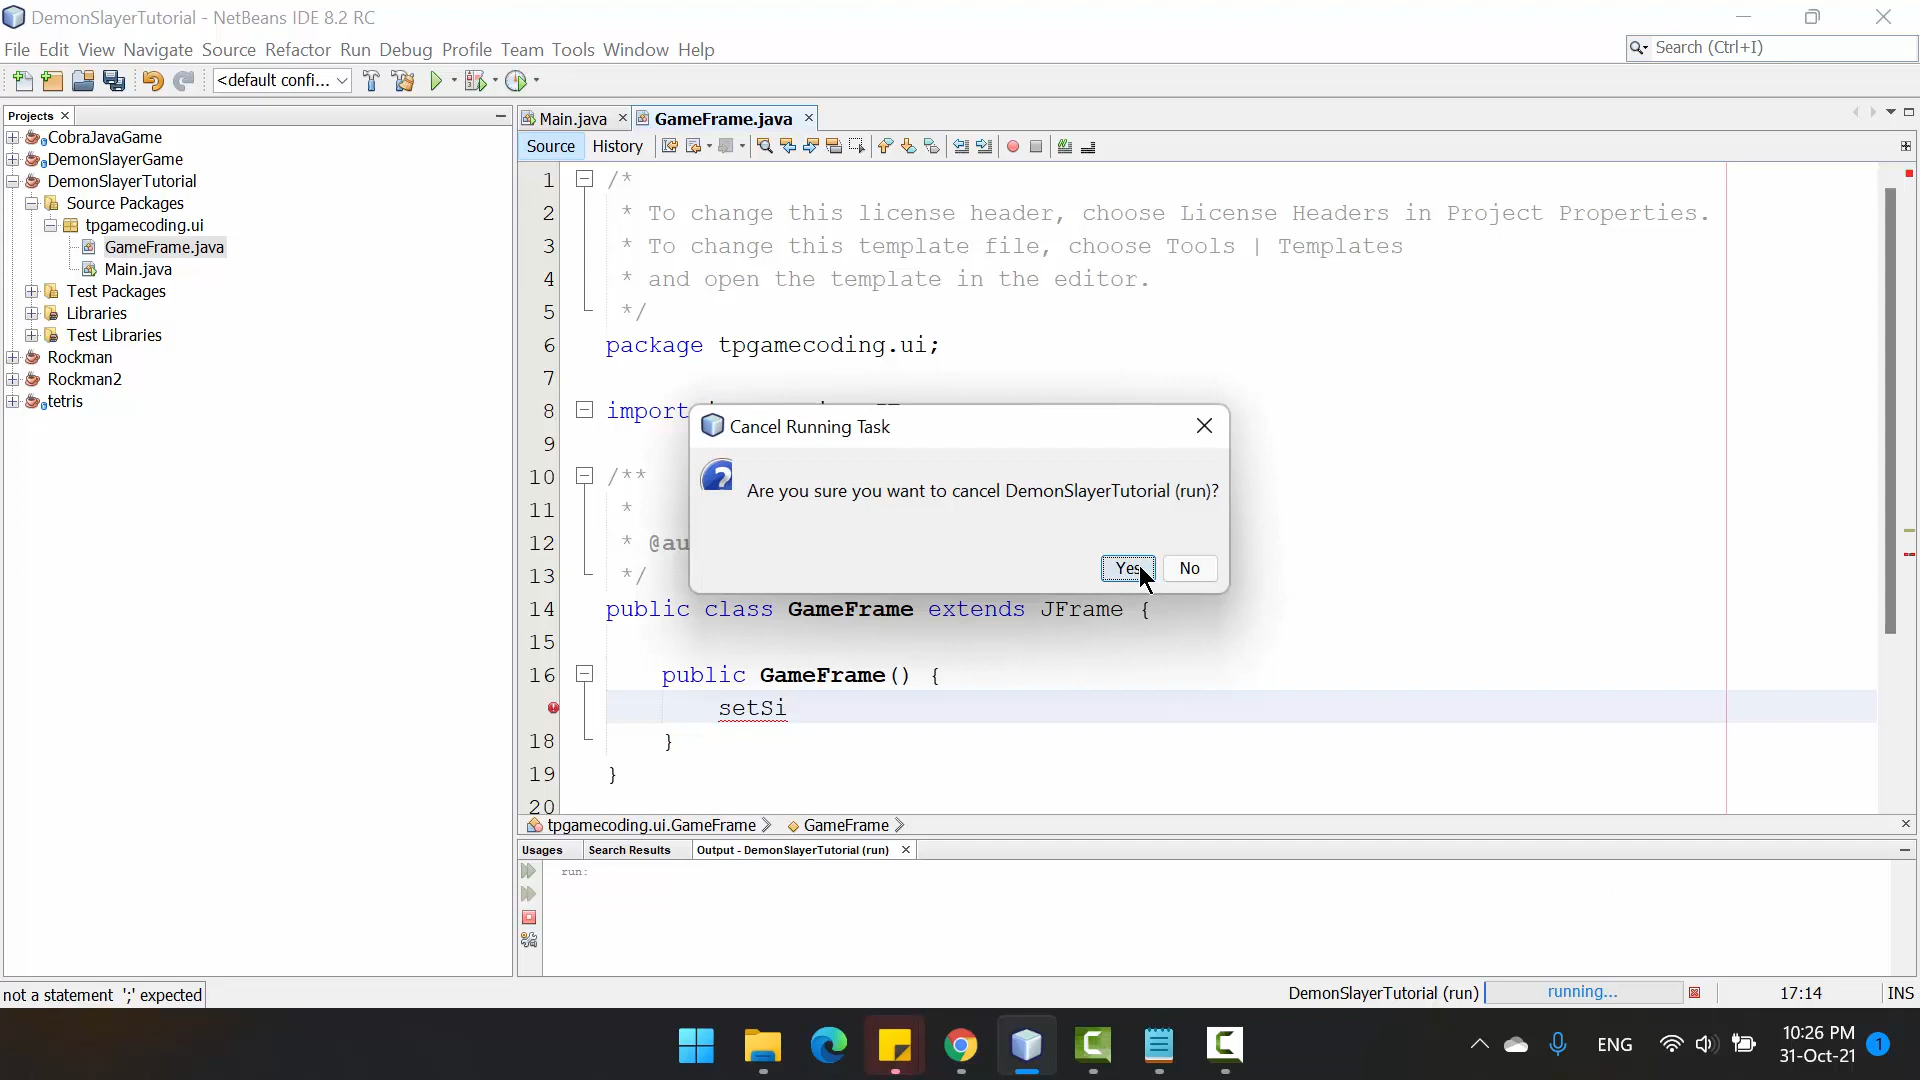 DemonSlayerTutorial - NetBeans IDE 8.2 RC
File Edit View Navigate Source Refactor Run Debug Profile Team Tools Window Help
Search (Ctrl+I)
<default confi...
Projects
CobraJavaGame
DemonSlayerGame
DemonSlayerTutorial
Source Packages
tpgamecoding.ui
GameFrame.java
Main.java
Test Packages
Libraries
Test Libraries
Rockman
Rockman2
tetris
Main.java GameFrame.java
Source History
1 /*
2 * To change this license header, choose License Headers in Project Properties.
3 * To change this template file, choose Tools | Templates
4 * and open the template in the editor.
5 */
6 package tpgamecoding.ui;
7
8 import
9
10 /**
11 *
12 * @au
13 */
14 public class GameFrame extends JFrame {
15
16 public GameFrame() {
setSi
18 }
19 }
20
Cancel Running Task
Are you sure you want to cancel DemonSlayerTutorial (run)?
Yes No
tpgamecoding.ui.GameFrame GameFrame
Usages Search Results Output - DemonSlayerTutorial (run)
run:
not a statement ';' expected
DemonSlayerTutorial (run) running... 17:14 INS
ENG
10:26 PM
31-Oct-21
1